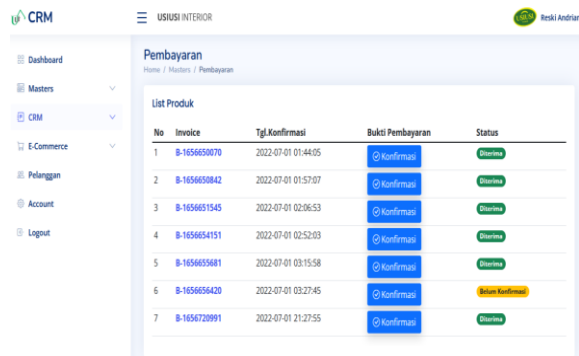 CRM
USIUSI INTERIOR
Reski Andrian
Dashboard
Masters
CRM
E-Commerce
Pelanggan
Account
Logout
Pembayaran
Home / Masters / Pembayaran
List Produk
No Invoice Tgl.Konfirmasi Bukti Pembayaran Status
1 B-1656650070 2022-07-01 01:44:05 Konfirmasi Diterima
2 B-1656650842 2022-07-01 01:57:07 Konfirmasi Diterima
3 B-1656651545 2022-07-01 02:06:53 Konfirmasi Diterima
4 B-1656654151 2022-07-01 02:52:03 Konfirmasi Diterima
5 B-1656655681 2022-07-01 03:15:58 Konfirmasi Diterima
6 B-1656656420 2022-07-01 03:27:45 Konfirmasi Belum Konfirmasi
7 B-1656720991 2022-07-01 21:27:55 Konfirmasi Diterima